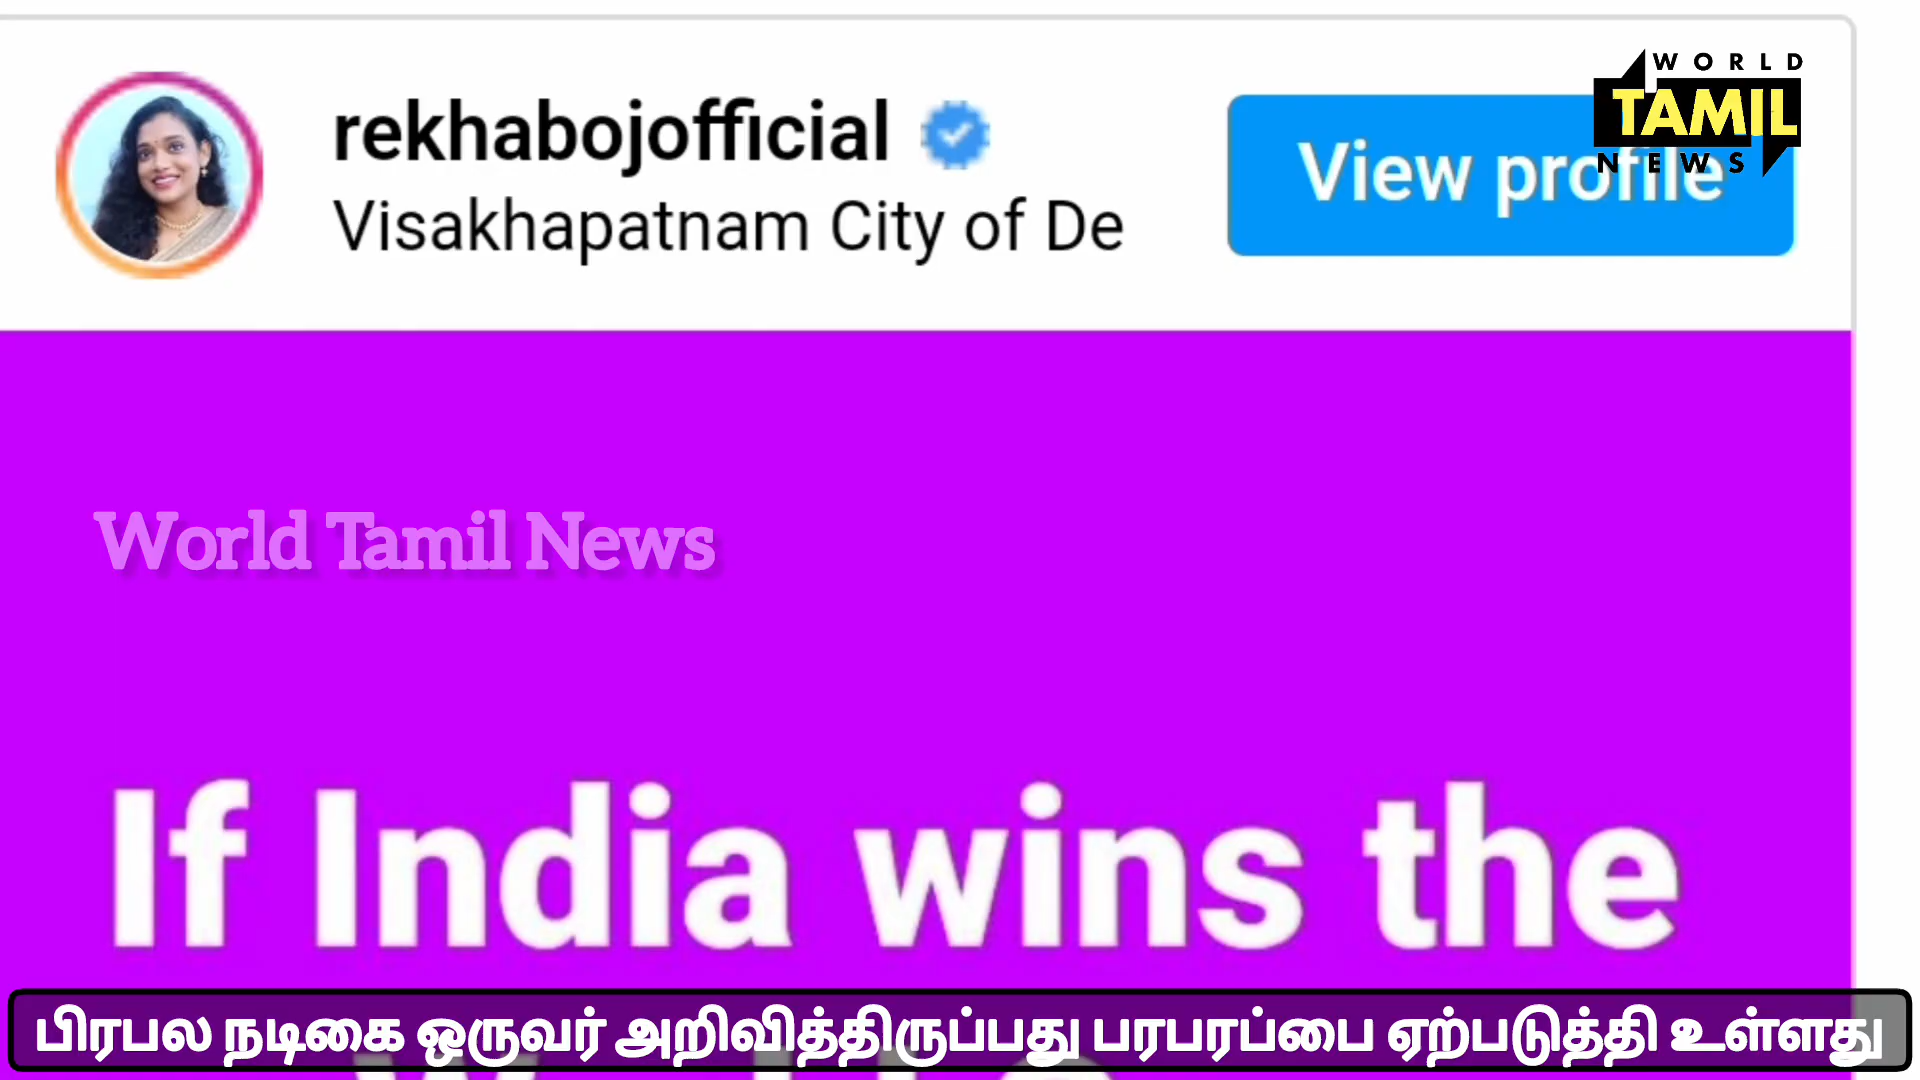 WORLD
TAMIL
NEWS
rekhabojofficial
View profile
Visakhapatnam City of De
World Tamil News
If India wins the
பிரபல நடிகை ஒருவர் அறிவித்திருப்பது பரபரப்பை ஏற்படுத்தி உள்ளது